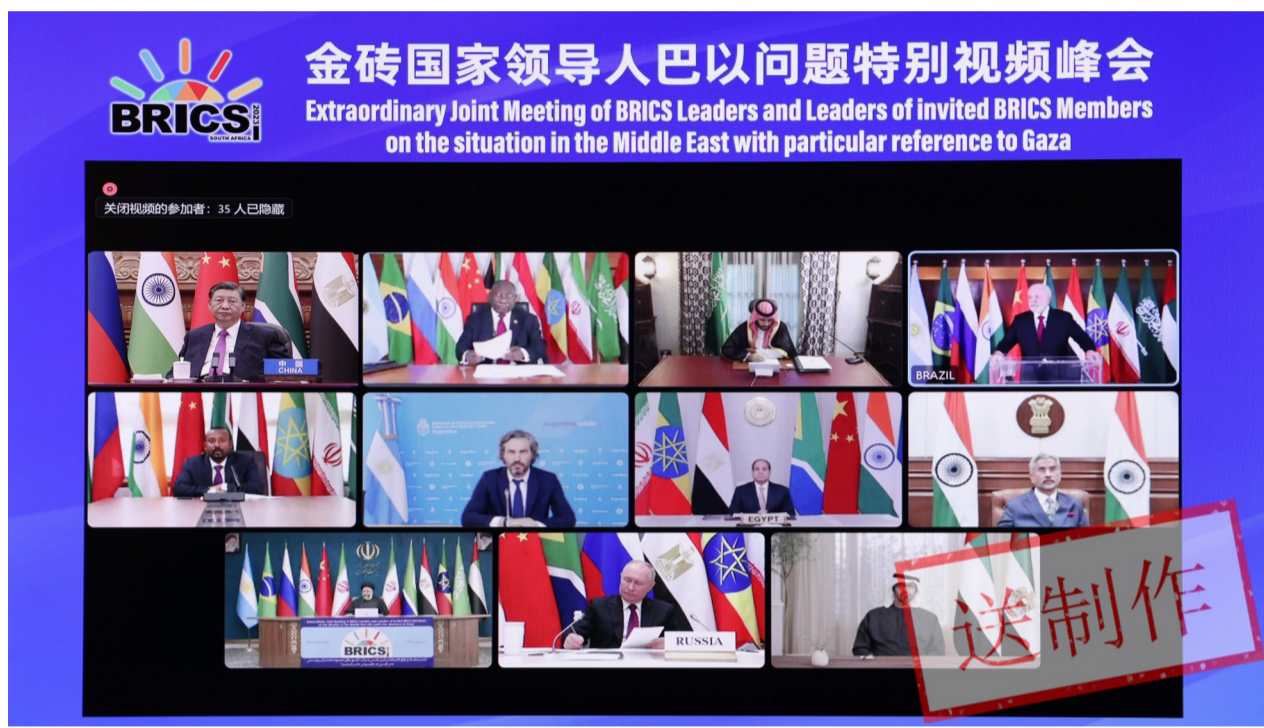 金砖国家领导人巴以问题特别视频峰会
BRICS
2023
SOUTH AFRICA
Extraordinary Joint Meeting of BRICS Leaders and Leaders of invited BRICS Members
on the situation in the Middle East with particular reference to Gaza
关闭视频的参加者：35 人已隐藏
中 国
CHINA
BRAZIL
Argentina
EGYPT
BRICS
RUSSIA
送制作